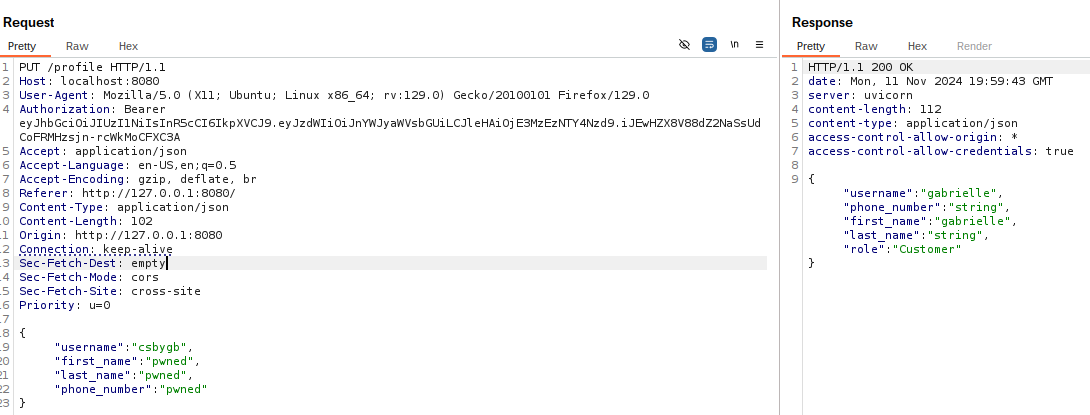 Request
Pretty Raw Hex \n
1 PUT /profile HTTP/1.1
2 Host: localhost:8080
3 User-Agent: Mozilla/5.0 (X11; Ubuntu; Linux x86_64; rv:129.0) Gecko/20100101 Firefox/129.0
4 Authorization: Bearer
eyJhbGciOiJIUzI1NiIsInR5cCI6IkpXVCJ9.eyJzdWIiOiJnYWJyaWVsbGUiLCJleHAiOjE3MzEzNTY4Nzd9.iJEwHZX8V88dZ2NaSsUd
CoFRMHzsjn-rcWkMoCFXC3A
5 Accept: application/json
6 Accept-Language: en-US,en;q=0.5
7 Accept-Encoding: gzip, deflate, br
8 Referer: http://127.0.0.1:8080/
9 Content-Type: application/json
10 Content-Length: 102
11 Origin: http://127.0.0.1:8080
12 Connection: keep-alive
13 Sec-Fetch-Dest: empty
14 Sec-Fetch-Mode: cors
15 Sec-Fetch-Site: cross-site
16 Priority: u=0
17
18 {
19 "username":"csbygb",
20 "first_name":"pwned",
21 "last_name":"pwned",
22 "phone_number":"pwned"
23 }
Response
Pretty Raw Hex Render
1 HTTP/1.1 200 OK
2 date: Mon, 11 Nov 2024 19:59:43 GMT
3 server: uvicorn
4 content-length: 112
5 content-type: application/json
6 access-control-allow-origin: *
7 access-control-allow-credentials: true
8
9 {
"username":"gabrielle",
"phone_number":"string",
"first_name":"gabrielle",
"last_name":"string",
"role":"Customer"
}